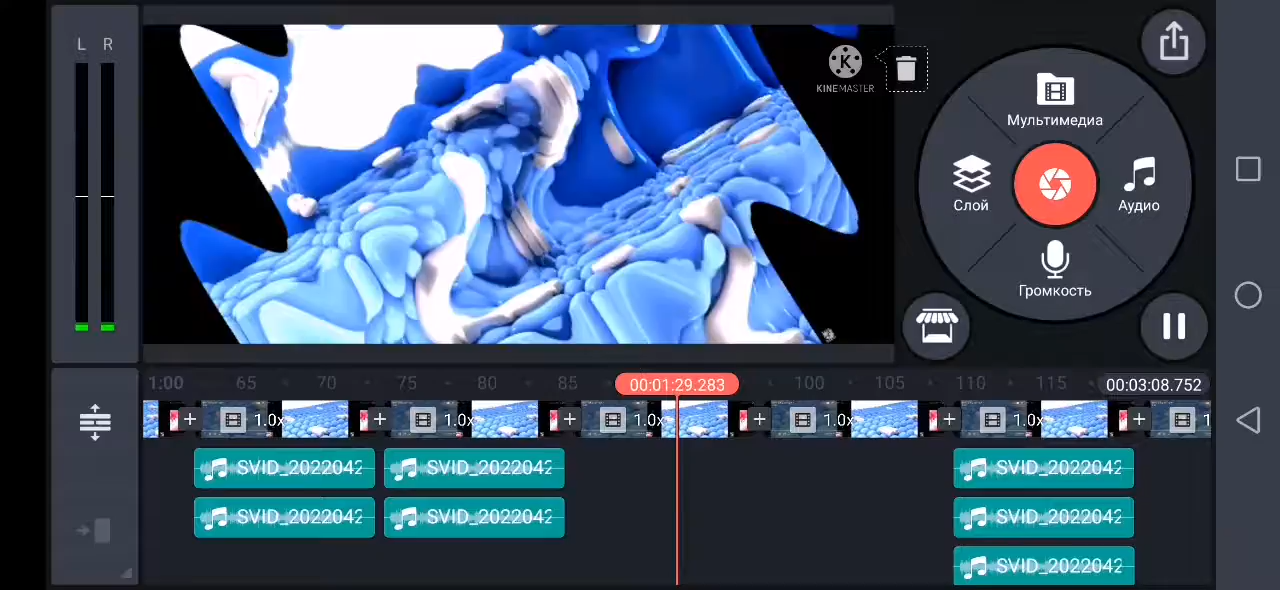 L R
KINEMASTER
Мультимедиа
Слой
Аудио
Громкость
1:00 65 70 75 80 85 00:01:29.283 100 105 110 115 00:03:08.752
1.0x 1.0x 1.0x 1.0x 1.0x 1
SVID_2022042 SVID_2022042 SVID_2022042
SVID_2022042 SVID_2022042 SVID_2022042
SVID_2022042